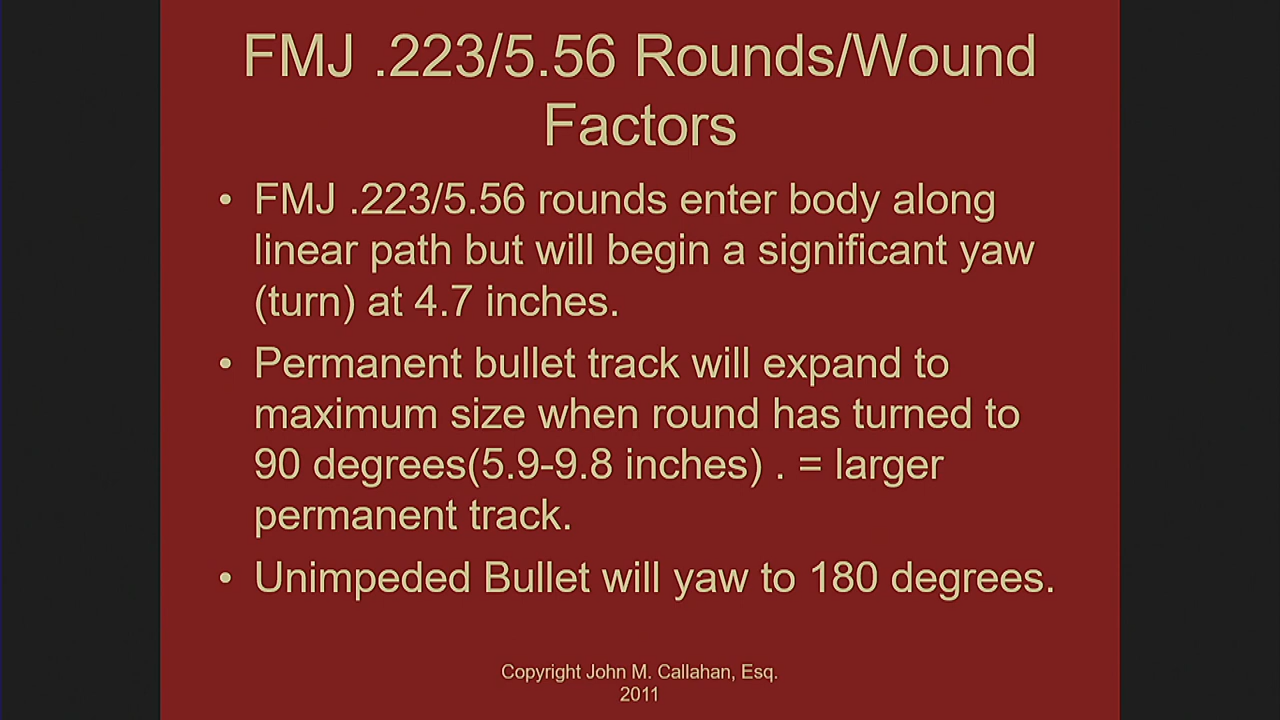 FMJ .223/5.56 Rounds/Wound
Factors
• FMJ .223/5.56 rounds enter body along
linear path but will begin a significant yaw
(turn) at 4.7 inches.
• Permanent bullet track will expand to
maximum size when round has turned to
90 degrees(5.9-9.8 inches) . = larger
permanent track.
• Unimpeded Bullet will yaw to 180 degrees.
Copyright John M. Callahan, Esq.
2011